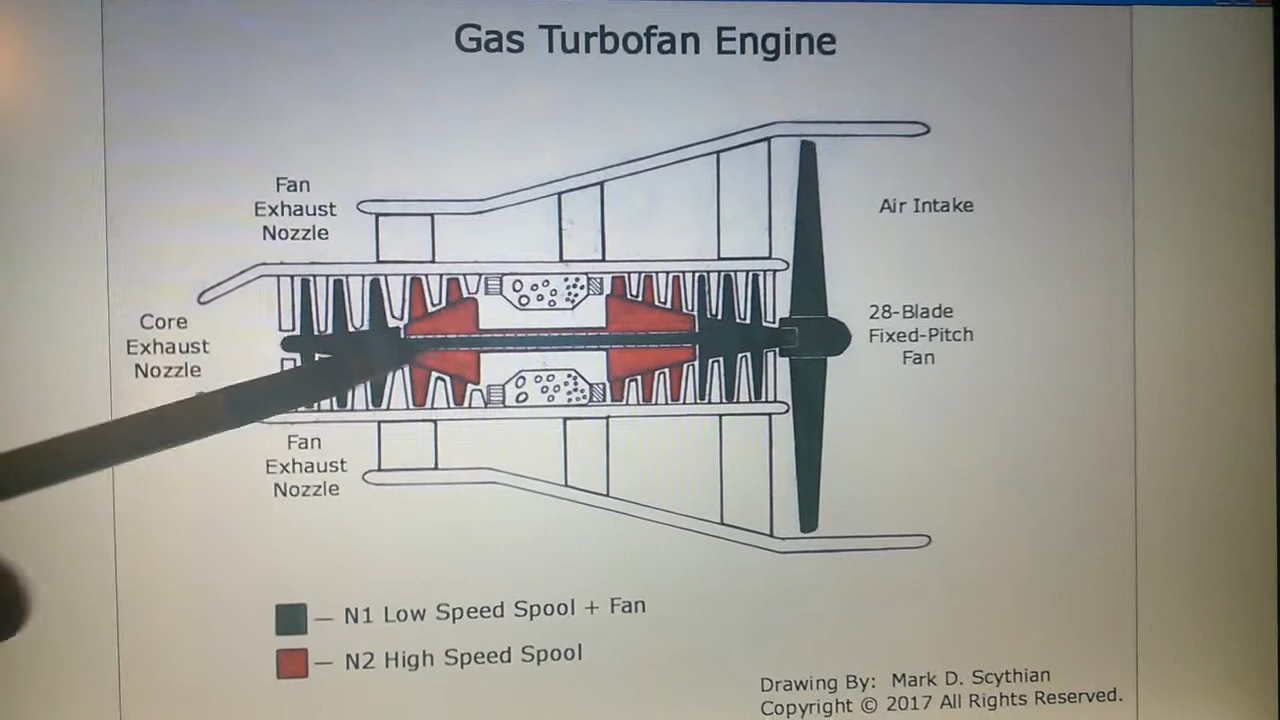 Gas Turbofan Engine
Fan
Exhaust
Nozzle
Air Intake
Core
Exhaust
Nozzle
28-Blade
Fixed-Pitch
Fan
Fan
Exhaust
Nozzle
— N1 Low Speed Spool + Fan
— N2 High Speed Spool
Drawing By: Mark D. Scythian
Copyright © 2017 All Rights Reserved.